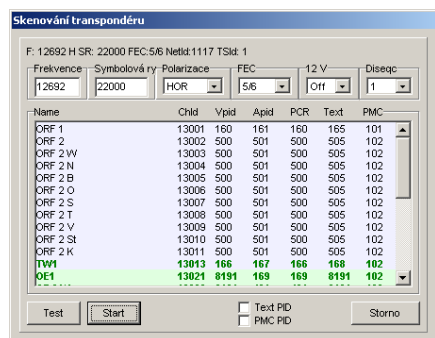 Skenování transpondéru
F: 12692 H SR: 22000 FEC:5/6 NetId:1117 TSId: 1
Frekvence Symbolová ry Polarizace FEC 12 V Diseqc
12692 22000 HOR 5/6 Off 1
Name ChId Vpid Apid PCR Text PMC
ORF 1 13001 160 161 160 165 101
ORF 2 13002 500 501 500 505 102
ORF 2 W 13003 500 501 500 505 102
ORF 2 N 13004 500 501 500 505 102
ORF 2 B 13005 500 501 500 505 102
ORF 2 O 13006 500 501 500 505 102
ORF 2 S 13007 500 501 500 505 102
ORF 2 T 13008 500 501 500 505 102
ORF 2 V 13009 500 501 500 505 102
ORF 2 St 13010 500 501 500 505 102
ORF 2 K 13011 500 501 500 505 102
TW1 13013 166 167 166 168 102
OE1 13021 8191 169 169 8191 102
Test Start Text PID Storno
PMC PID